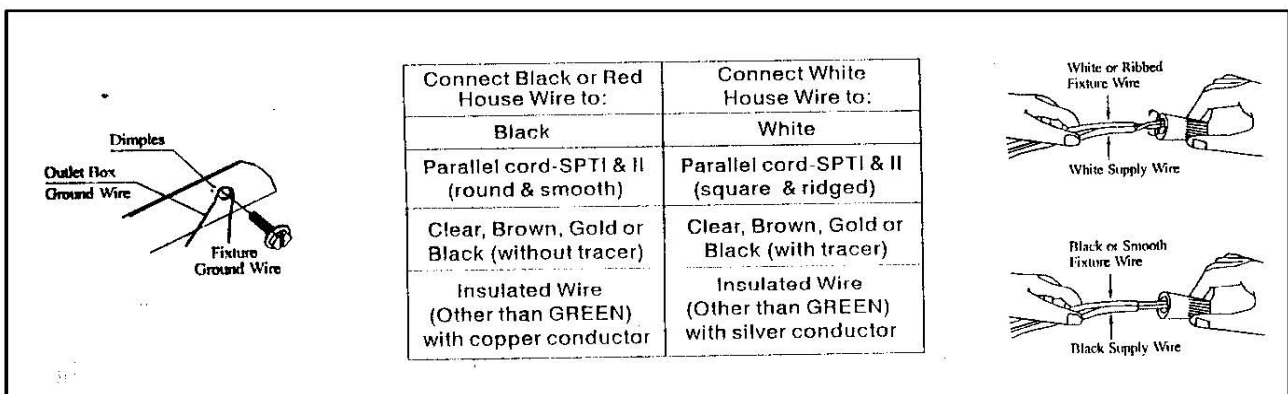 Dimples
Outlet Box
Ground Wire
Fixture
Ground Wire
Connect Black or Red
House Wire to:
Connect White
House Wire to:
Black
White
Parallel cord-SPTI & II
(round & smooth)
Parallel cord-SPTI & II
(square & ridged)
Clear, Brown, Gold or
Black (without tracer)
Clear, Brown, Gold or
Black (with tracer)
Insulated Wire
(Other than GREEN)
with copper conductor
Insulated Wire
(Other than GREEN)
with silver conductor
White or Ribbed
Fixture Wire
White Supply Wire
Black or Smooth
Fixture Wire
Black Supply Wire